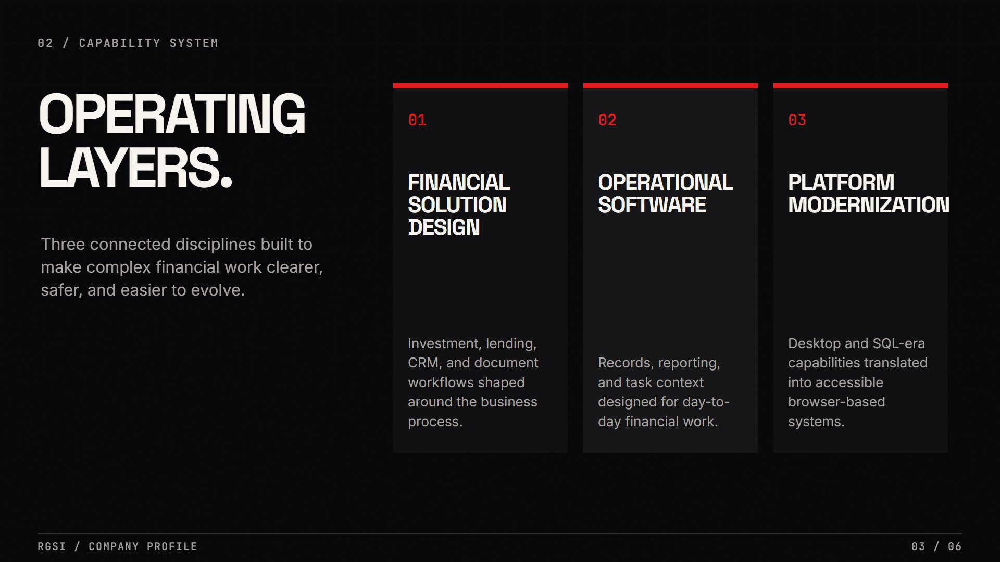 02 / CAPABILITY SYSTEM
OPERATING
LAYERS.
Three connected disciplines built to
make complex financial work clearer,
safer, and easier to evolve.
01
FINANCIAL
SOLUTION
DESIGN
Investment, lending,
CRM, and document
workflows shaped
around the business
process.
02
OPERATIONAL
SOFTWARE
Records, reporting,
and task context
designed for day-to-
day financial work.
03
PLATFORM
MODERNIZATION
Desktop and SQL-era
capabilities translated
into accessible
browser-based
systems.
RGSI / COMPANY PROFILE
03 / 06